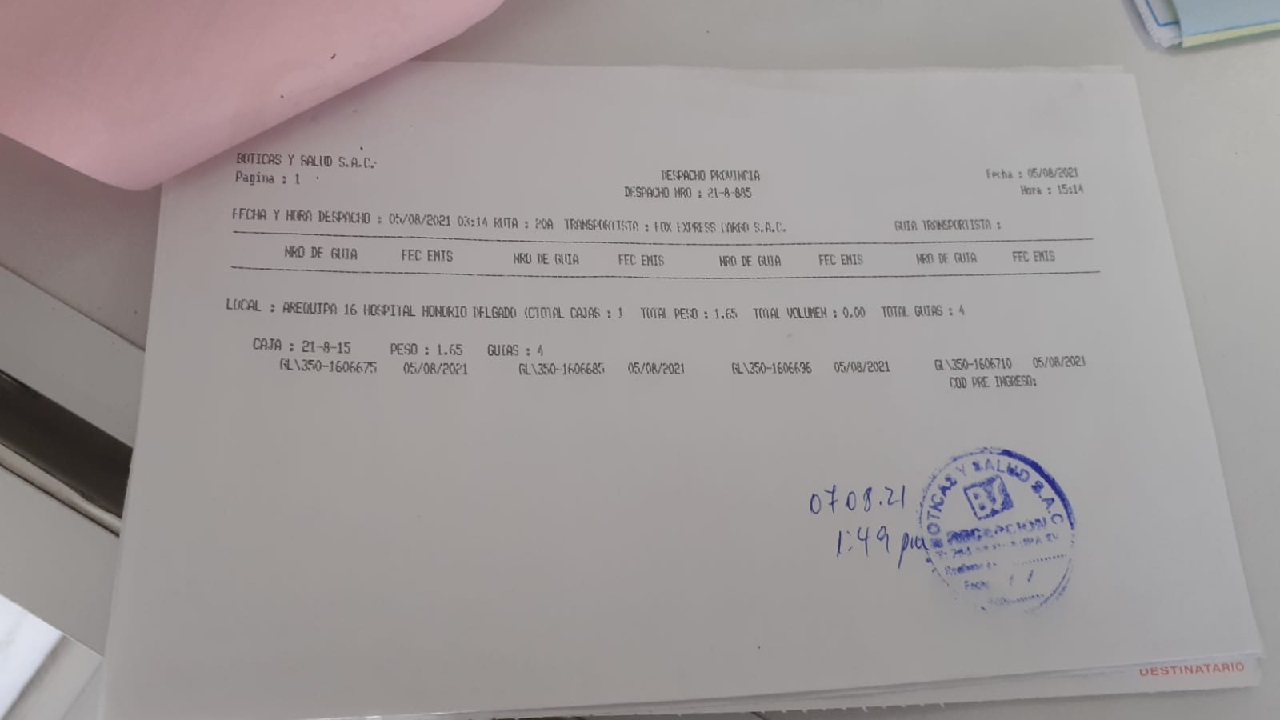 BOTICAS Y SALUD S.A.C.
Pagina : 1
DESPACHO PROVINCIA
DESPACHO NRO : 21-8-885
Fecha : 05/08/2021
Hora : 15:14
FECHA Y HORA DESPACHO : 05/08/2021 03:14 RUTA : 20A TRANSPORTISTA : FOX EXPRESS CARGO S.A.C. GUIA TRANSPORTISTA :
NRO DE GUIA FEC EMIS NRO DE GUIA FEC EMIS NRO DE GUIA FEC EMIS NRO DE GUIA FEC EMIS
LOCAL : AREQUIPA 16 HOSPITAL HONORIO DELGADO (CTOTAL CAJAS : 1 TOTAL PESO : 1.65 TOTAL VOLUMEN : 0.00 TOTAL GUIAS : 4
CAJA : 21-8-15 PESO : 1.65 GUIAS : 4
GL\350-1606675 05/08/2021 GL\350-1606685 05/08/2021 GL\350-1606696 05/08/2021 GL\350-1606710 05/08/2021
COD PRE INGRESO:
07 08.21
1:49 pm
BOTICAS Y SALUD S.A.C
BS
RECEPCION
Fecha / /
DESTINATARIO